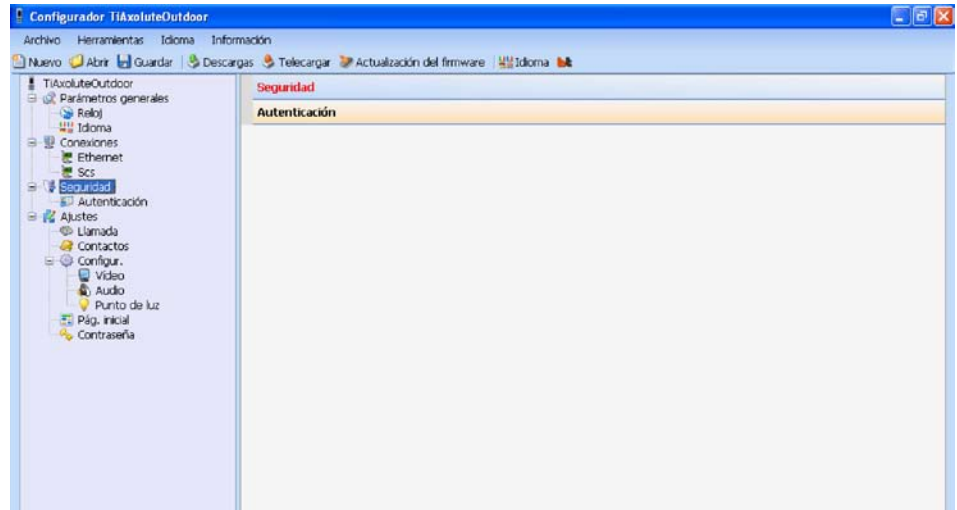 Configurador TiAxoluteOutdoor
Archivo Herramientas Idioma Información
Nuevo Abrir Guardar Descargas Telecargar Actualización del firmware Idioma
TiAxoluteOutdoor
Parámetros generales
Reloj
Idioma
Conexiones
Ethernet
Scs
Seguridad
Autenticación
Ajustes
Llamada
Contactos
Configur.
Vídeo
Audio
Punto de luz
Pág. inicial
Contraseña
Seguridad
Autenticación